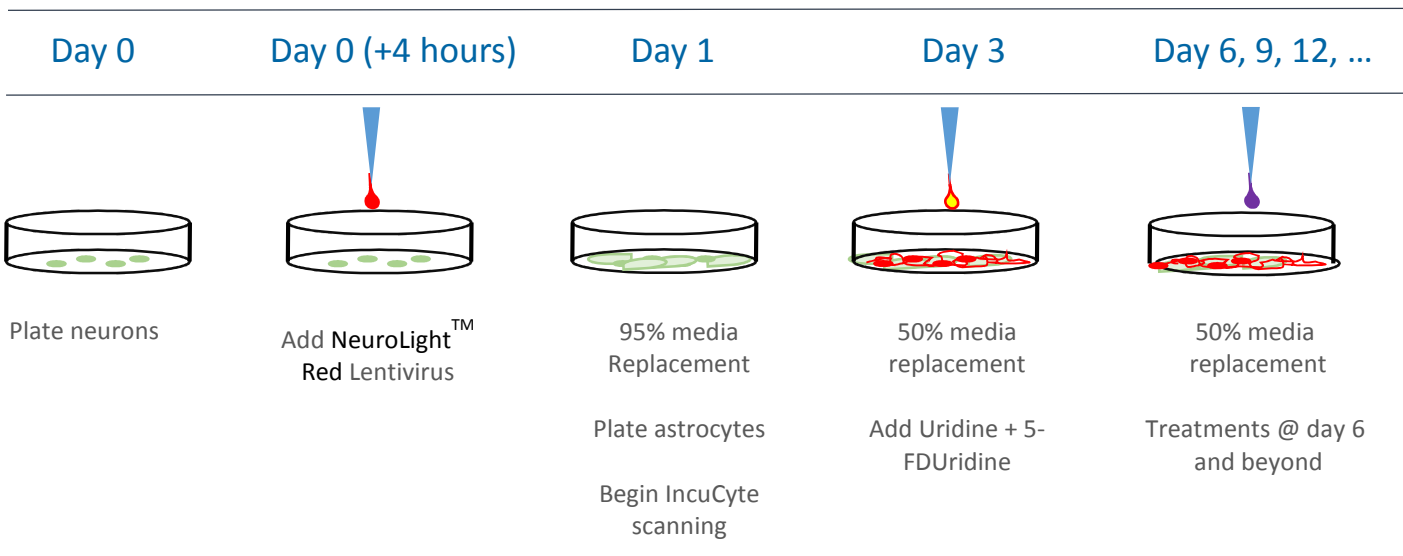 Day 0
Day 0 (+4 hours)
Day 1
Day 3
Day 6, 9, 12, ...
Plate neurons
Add NeuroLight™
Red Lentivirus
95% media
Replacement
Plate astrocytes
Begin IncuCyte
scanning
50% media
replacement
Add Uridine + 5-
FDUridine
50% media
replacement
Treatments @ day 6
and beyond